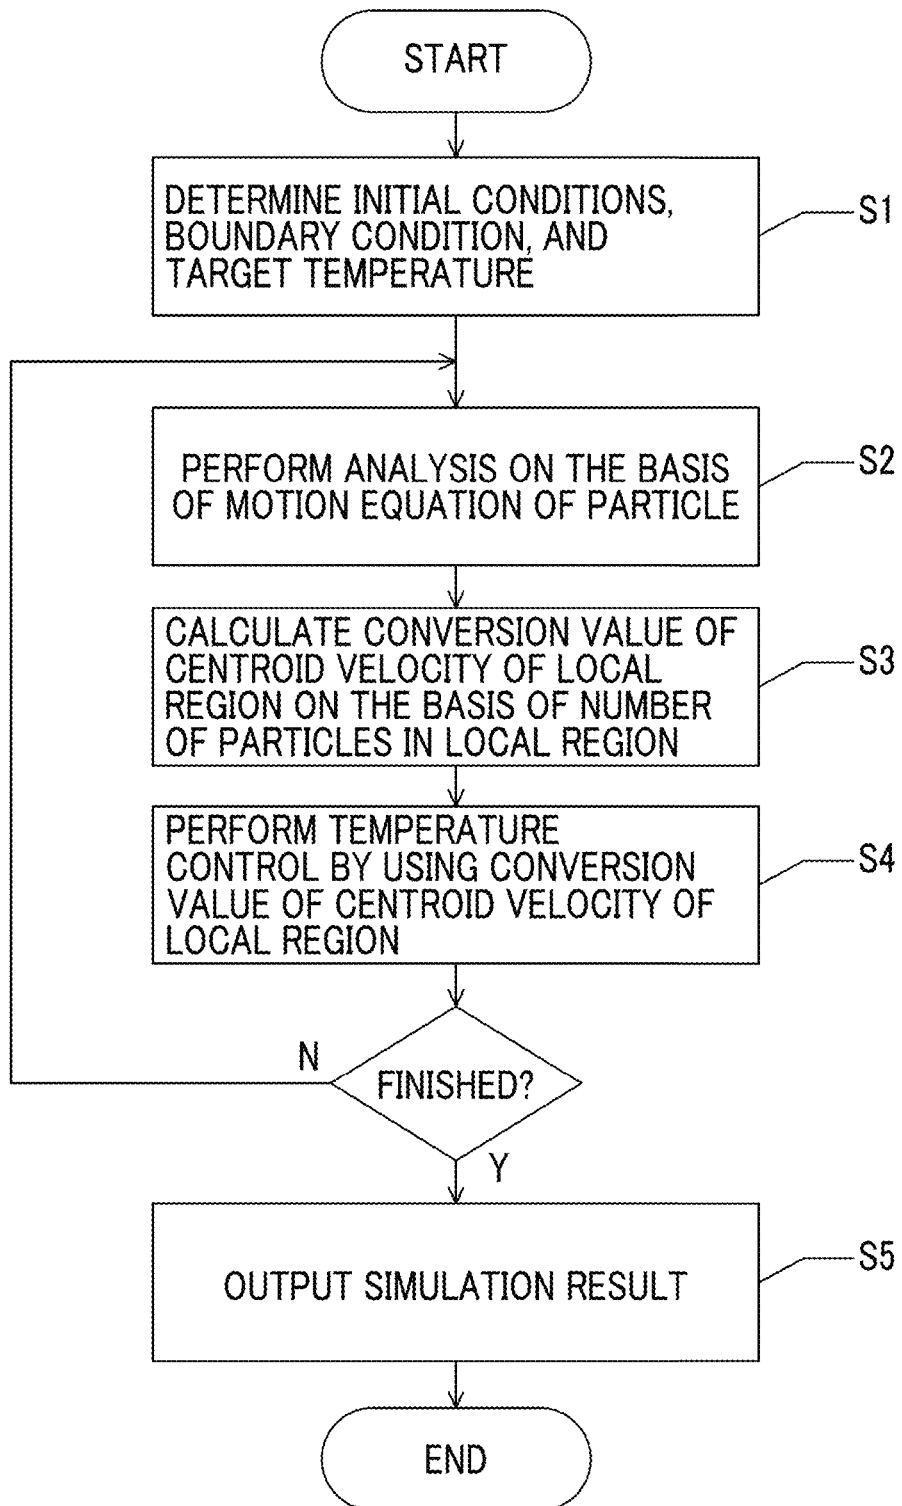 START
DETERMINE INITIAL CONDITIONS,
BOUNDARY CONDITION, AND
TARGET TEMPERATURE
S1
PERFORM ANALYSIS ON THE BASIS
OF MOTION EQUATION OF PARTICLE
S2
CALCULATE CONVERSION VALUE OF
CENTROID VELOCITY OF LOCAL
REGION ON THE BASIS OF NUMBER
OF PARTICLES IN LOCAL REGION
S3
PERFORM TEMPERATURE
CONTROL BY USING CONVERSION
VALUE OF CENTROID VELOCITY OF
LOCAL REGION
S4
N
FINISHED?
Y
OUTPUT SIMULATION RESULT
S5
END